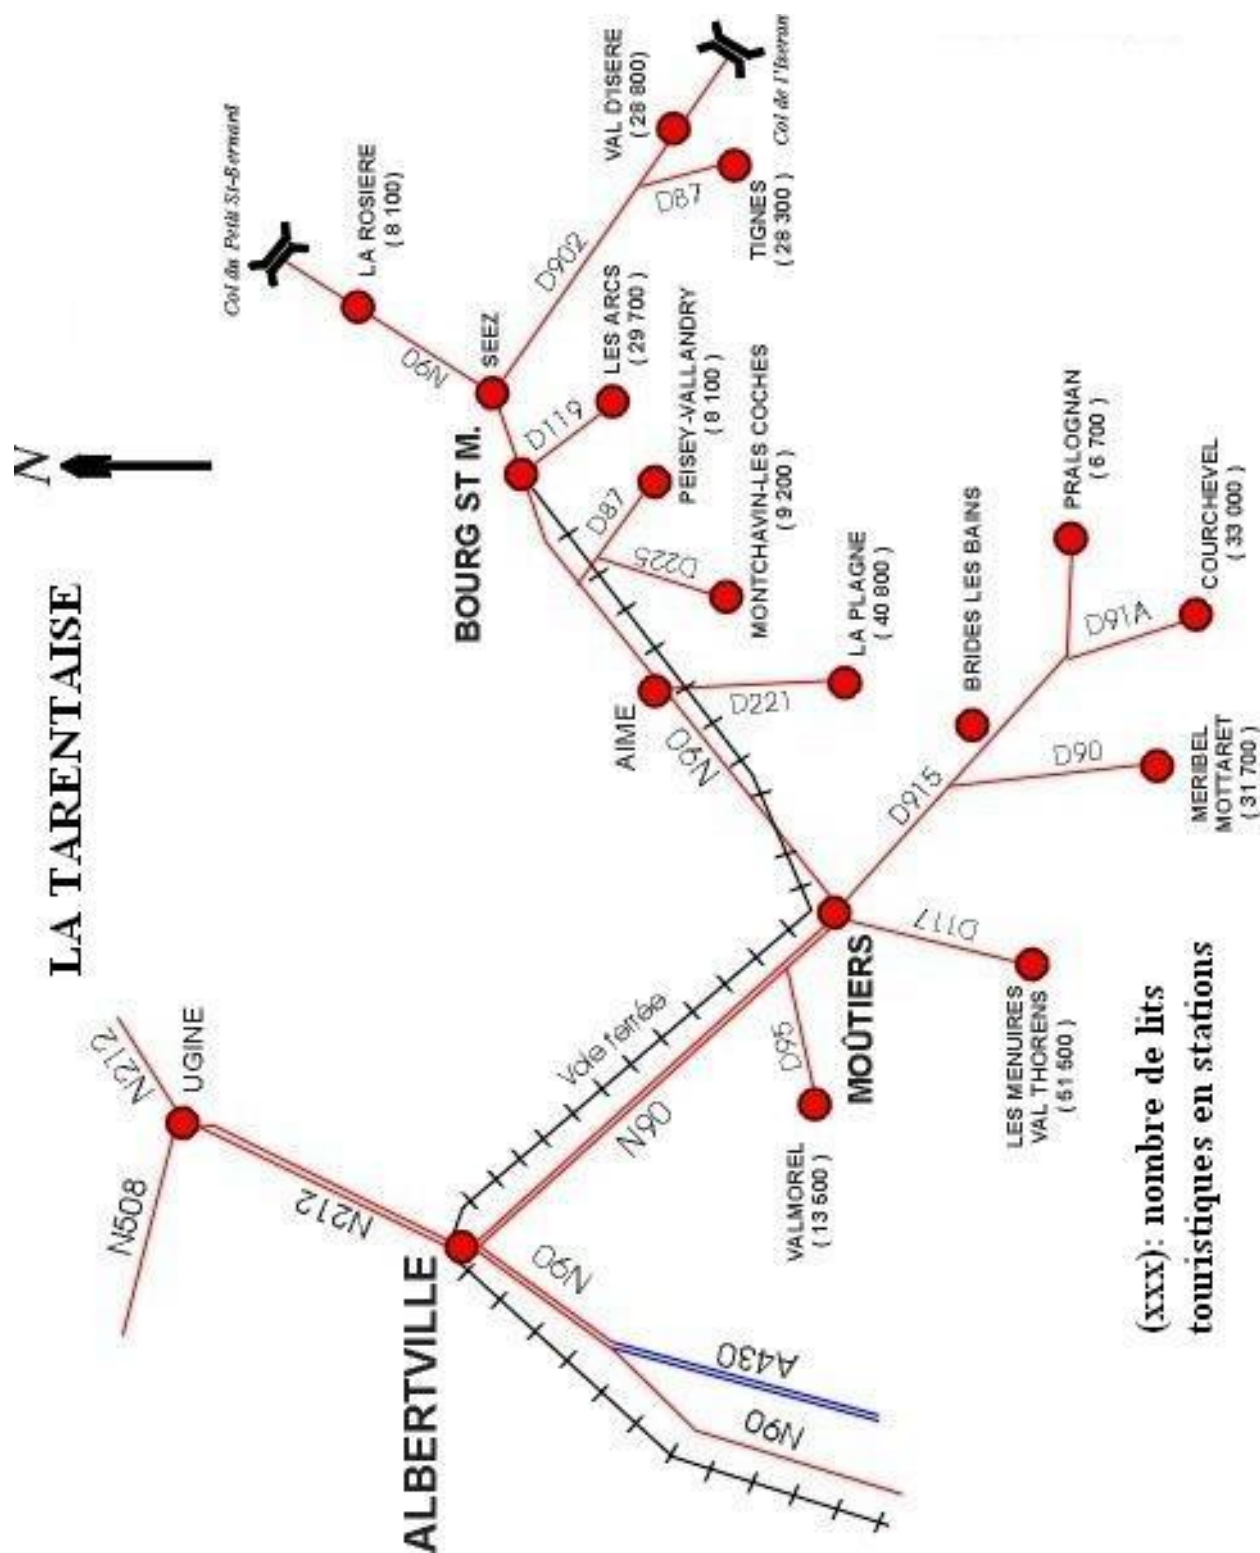 LA TARENTAISE
N
Col du Petit St-Bernard
LA ROSIERE
( 8 100)
N90
SEEZ
BOURG ST M.
D119
LES ARCS
( 29 700)
D902
VAL D'ISERE
( 28 800)
D87
TIGNES
( 28 300 )
Col de l'Iseran
D87
PEISEY-VALLANDRY
( 8 100 )
D225
MONTCHAVIN-LES COCHES
( 9 200 )
AIME
N90
D221
LA PLAGNE
( 40 800 )
N212
UGINE
N508
N212
Voie ferrée
N90
ALBERTVILLE
N90
A430
N90
D95
VALMOREL
( 13 500 )
MOÛTIERS
D117
LES MENUIRES
VAL THORENS
( 51 500 )
D915
BRIDES LES BAINS
D90
MERIBEL
MOTTARET
( 31 700 )
PRALOGNAN
( 6 700 )
D91A
COURCHEVEL
( 33 000 )
(xxx): nombre de lits
touristiques en stations